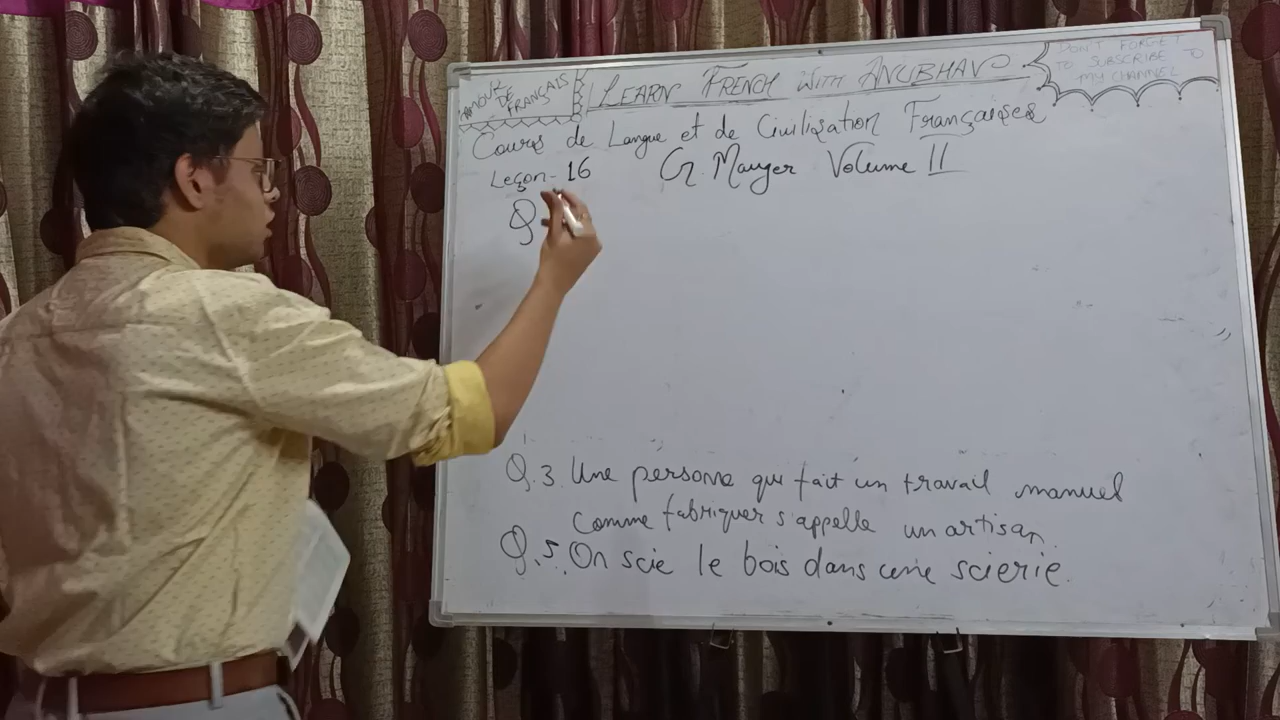 AMOUR DE FRANÇAIS
LEARN FRENCH WITH ANUBHAV
DON'T FORGET
TO SUBSCRIBE TO
MY CHANNEL
Cours de Langue et de Civilisation Françaises
Leçon - 16
G. Mauger Volume II
Q
Q.3. Une persone qui fait un travail manuel
comme fabriquer s'appelle un artisan.
Q.5. On scie le bois dans une scierie.